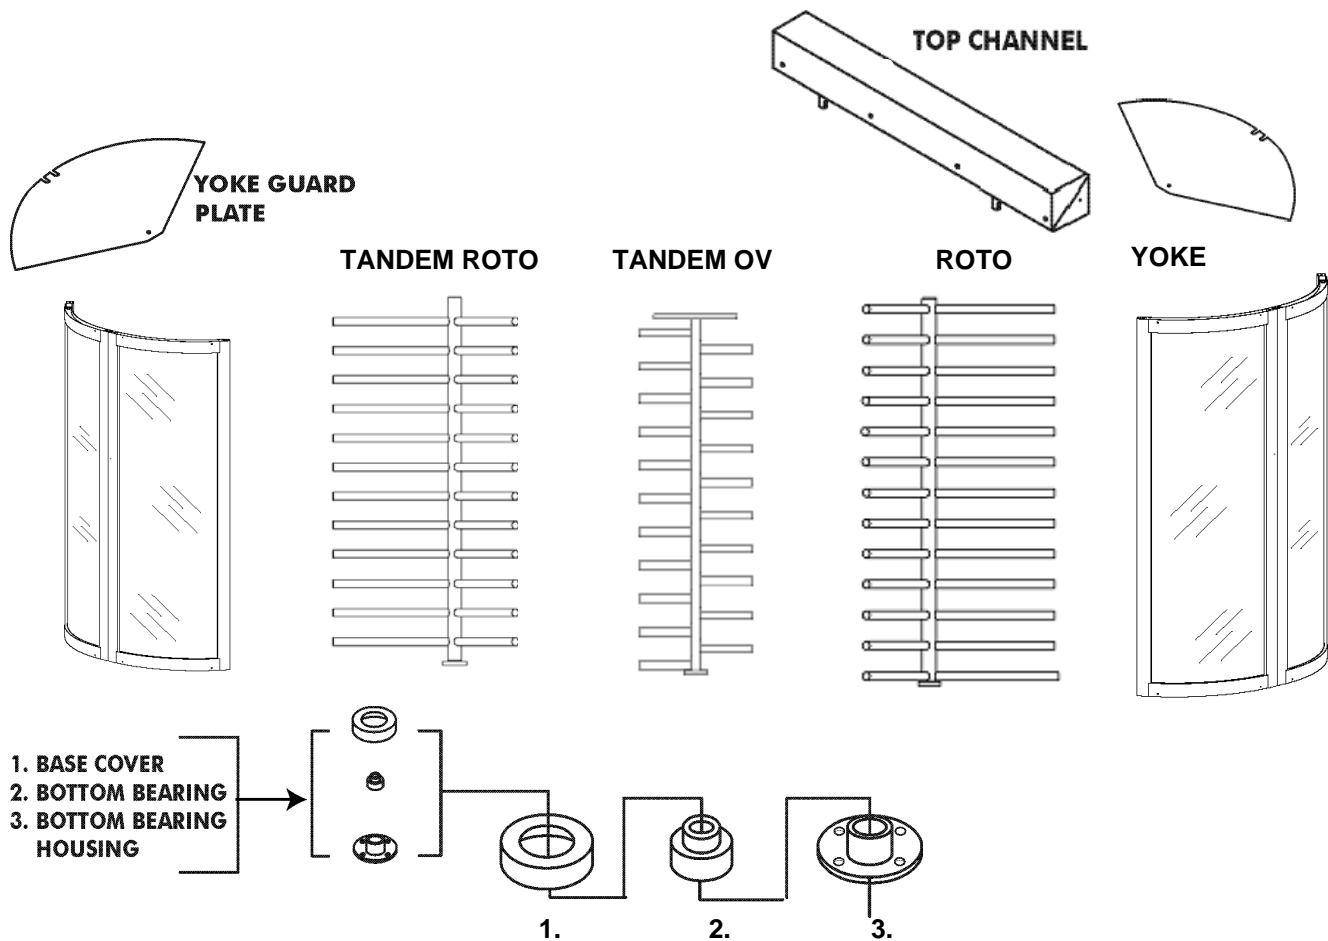 TOP CHANNEL
YOKE GUARD
PLATE
TANDEM ROTO
TANDEM OV
ROTO
YOKE
1. BASE COVER
2. BOTTOM BEARING
3. BOTTOM BEARING
HOUSING
1.
2.
3.